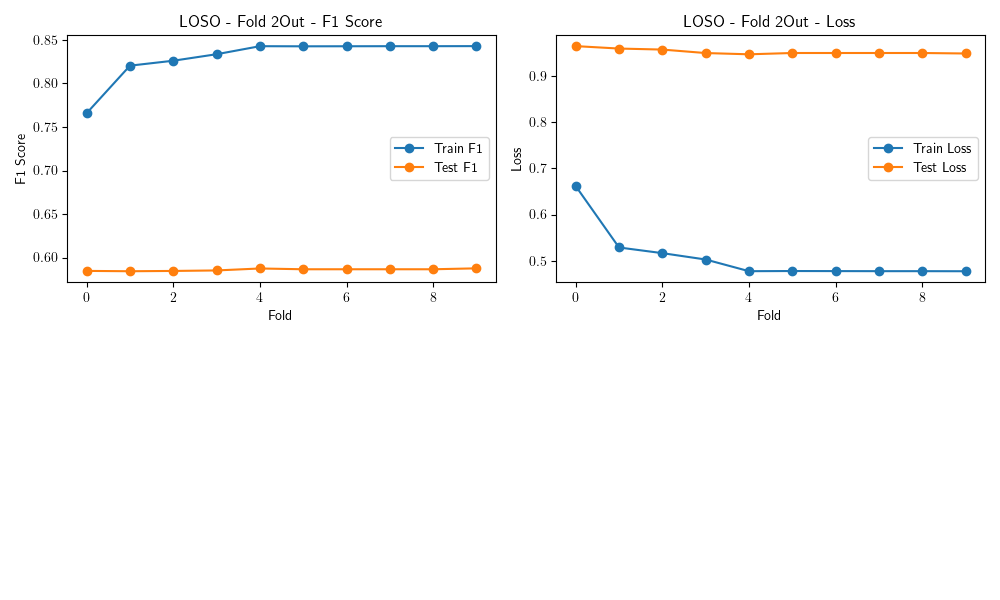 LOSO - Fold 2Out - F1 Score
0.85
0.80
0.75
0.70
0.65
0.60
F1 Score
Train F1
Test F1
0 2 4 6 8
Fold
LOSO - Fold 2Out - Loss
0.9
0.8
0.7
0.6
0.5
Loss
Train Loss
Test Loss
0 2 4 6 8
Fold